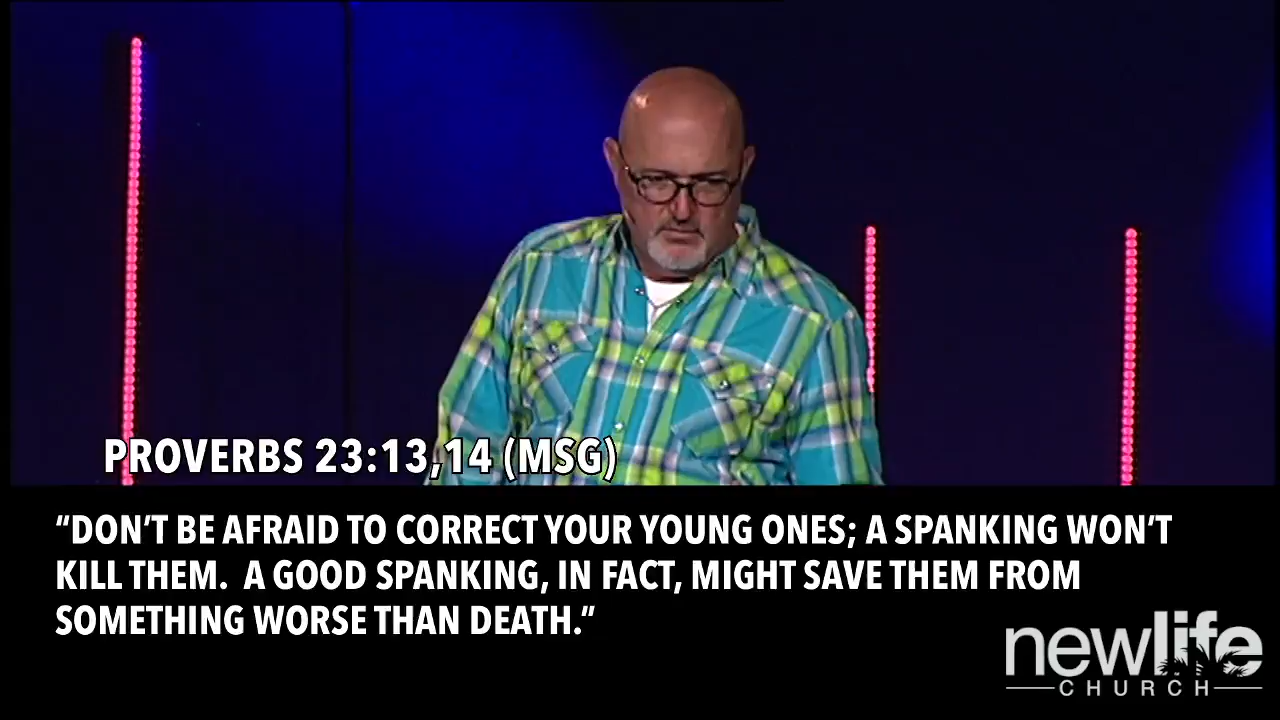 PROVERBS 23:13,14 (MSG)
“DON’T BE AFRAID TO CORRECT YOUR YOUNG ONES; A SPANKING WON’T
KILL THEM.  A GOOD SPANKING, IN FACT, MIGHT SAVE THEM FROM
SOMETHING WORSE THAN DEATH.”
newlife
CHURCH